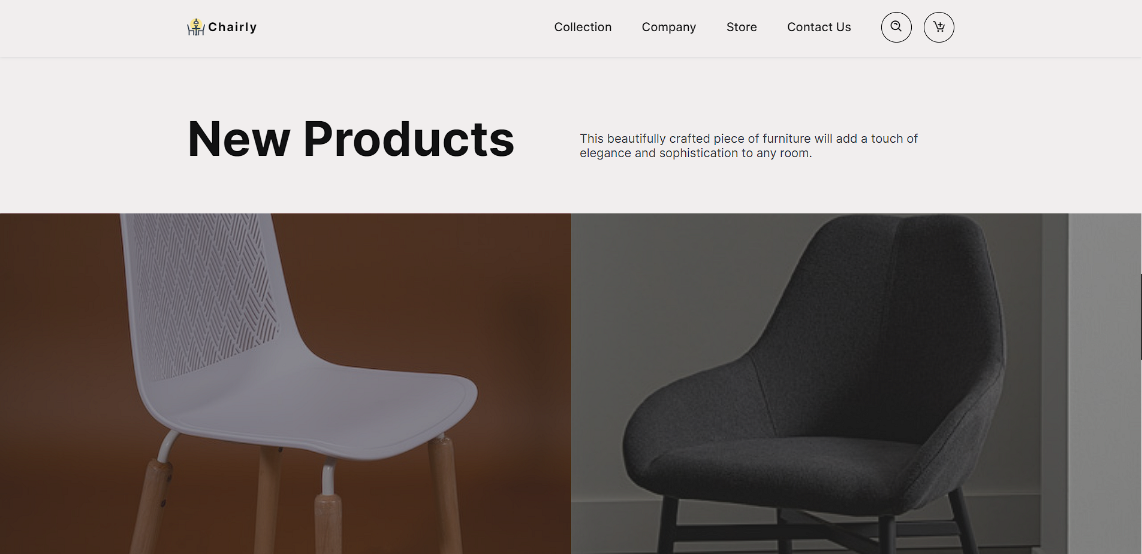 Chairly
Collection
Company
Store
Contact Us
New Products
This beautifully crafted piece of furniture will add a touch of
elegance and sophistication to any room.